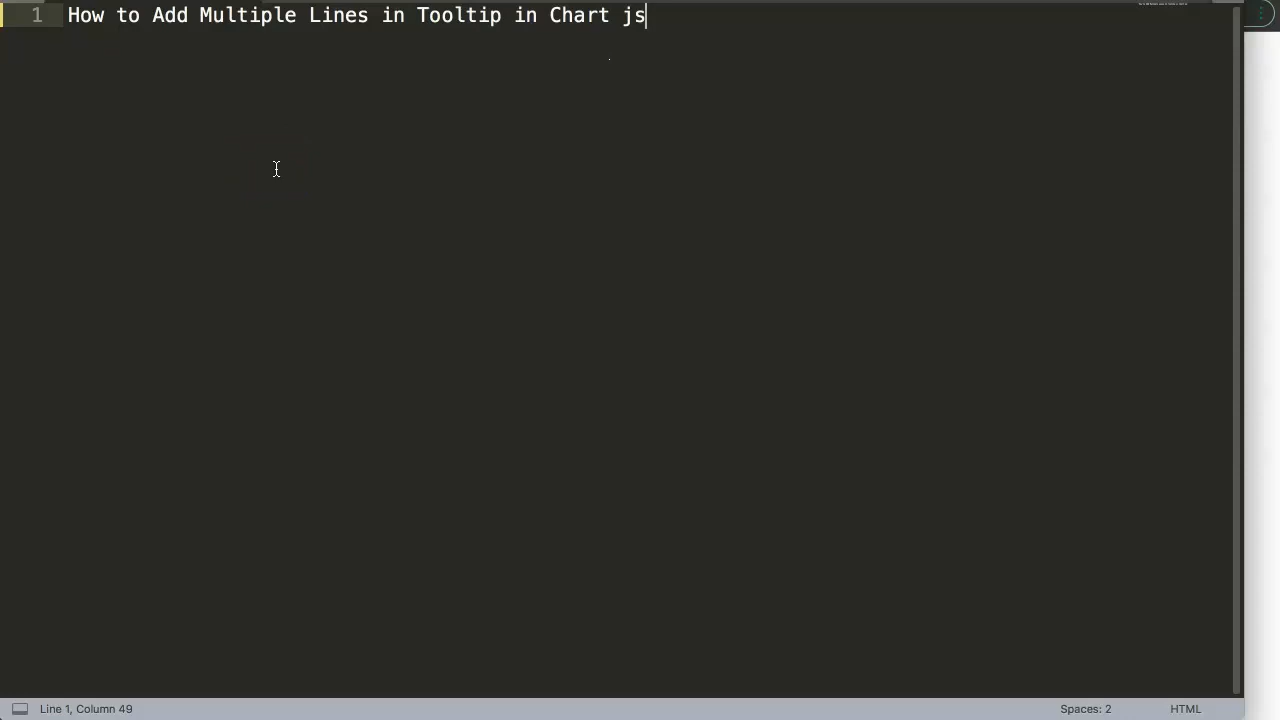 1 How to Add Multiple Lines in Tooltip in Chart js
Line 1, Column 49 Spaces: 2 HTML